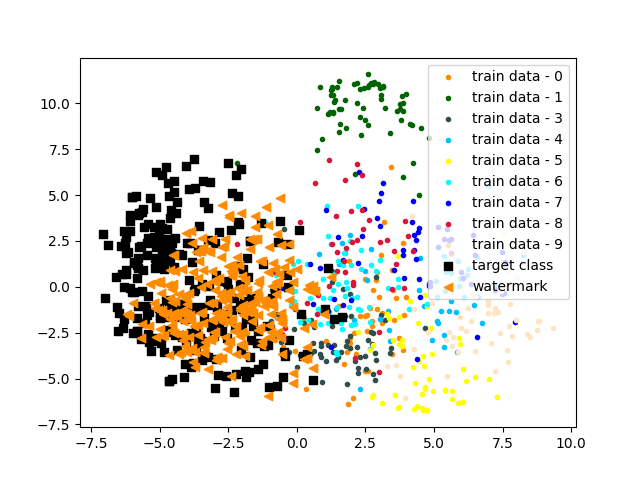 10.0
7.5
5.0
2.5
0.0
−2.5
−5.0
−7.5
−7.5
−5.0
−2.5
0.0
2.5
5.0
7.5
10.0
train data - 0
train data - 1
train data - 3
train data - 4
train data - 5
train data - 6
train data - 7
train data - 8
train data - 9
target class
watermark